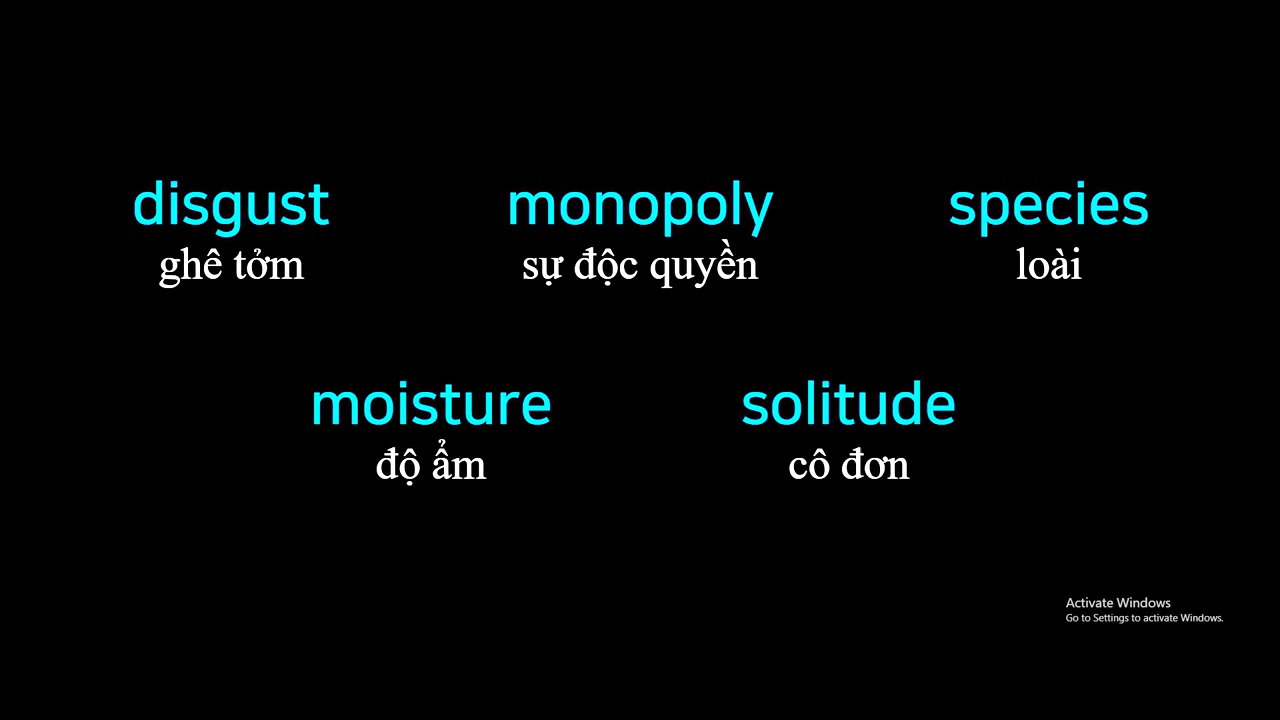 disgust monopoly species
ghê tởm sự độc quyền loài
moisture solitude
độ ẩm cô đơn
Activate Windows
Go to Settings to activate Windows.